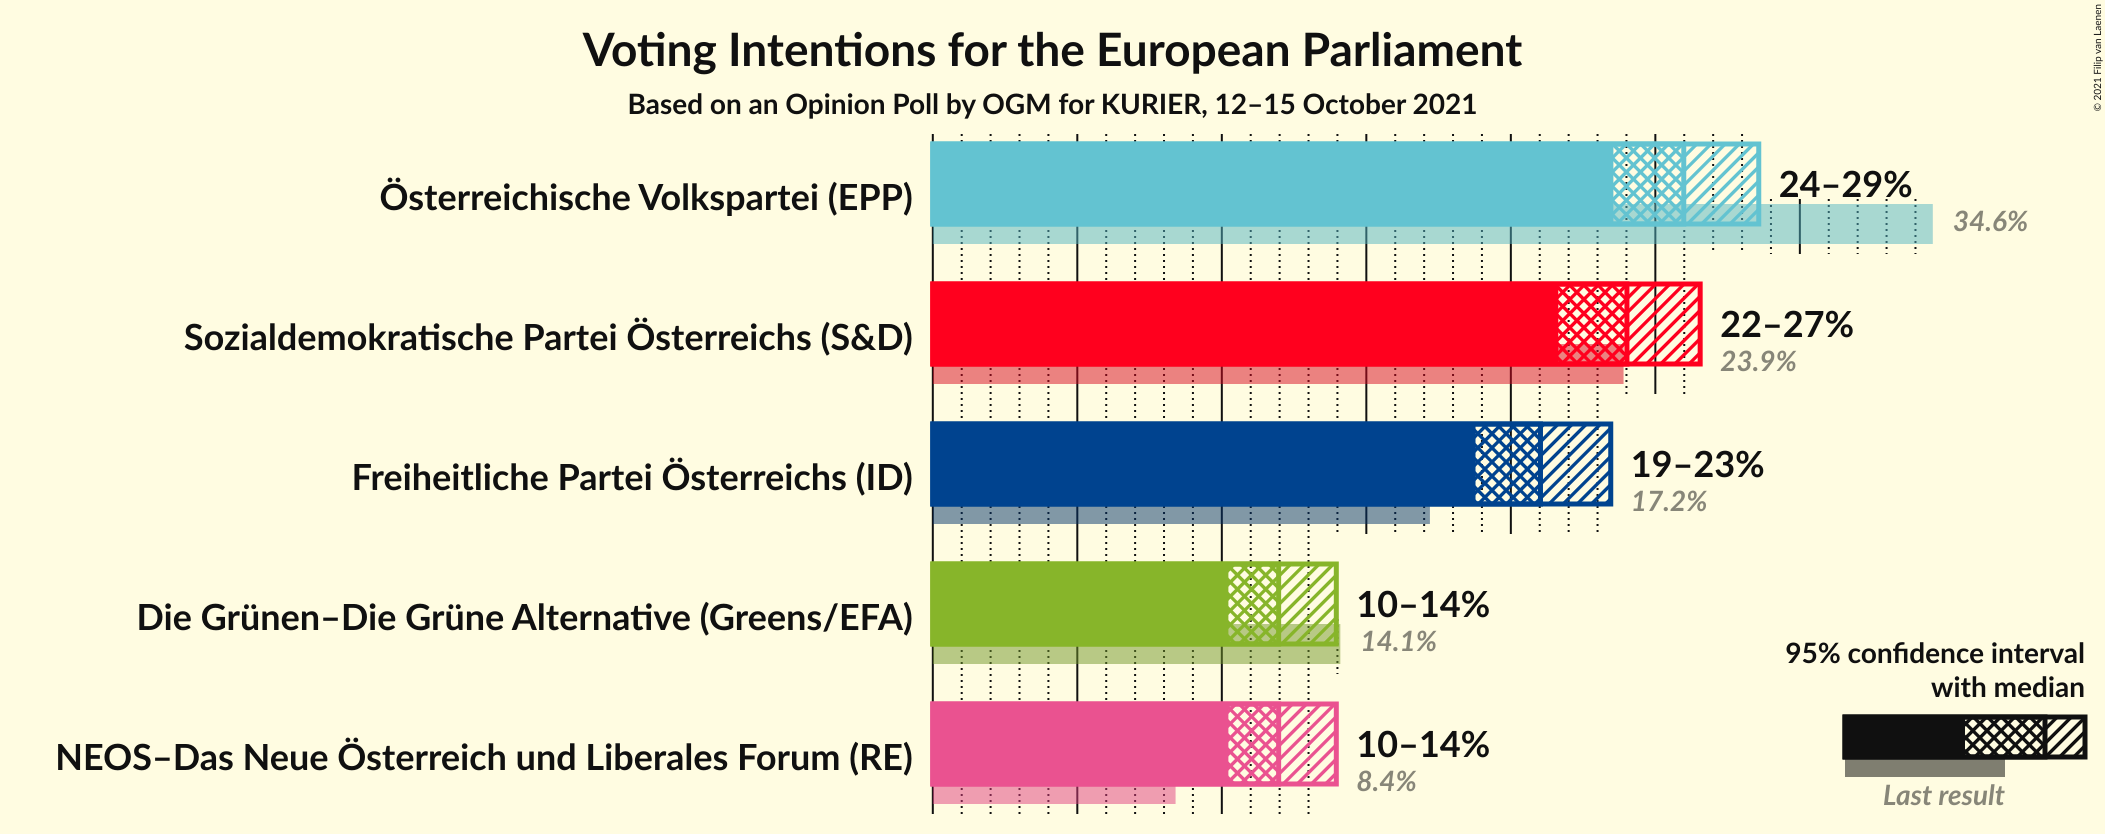 Voting Intentions for the European Parliament
Based on an Opinion Poll by OGM for KURIER, 12–15 October 2021
© 2021 Filip van Laenen
Österreichische Volkspartei (EPP)
24–29%
34.6%
Sozialdemokratische Partei Österreichs (S&D)
22–27%
23.9%
Freiheitliche Partei Österreichs (ID)
19–23%
17.2%
Die Grünen–Die Grüne Alternative (Greens/EFA)
10–14%
14.1%
NEOS–Das Neue Österreich und Liberales Forum (RE)
10–14%
8.4%
95% confidence interval
with median
Last result